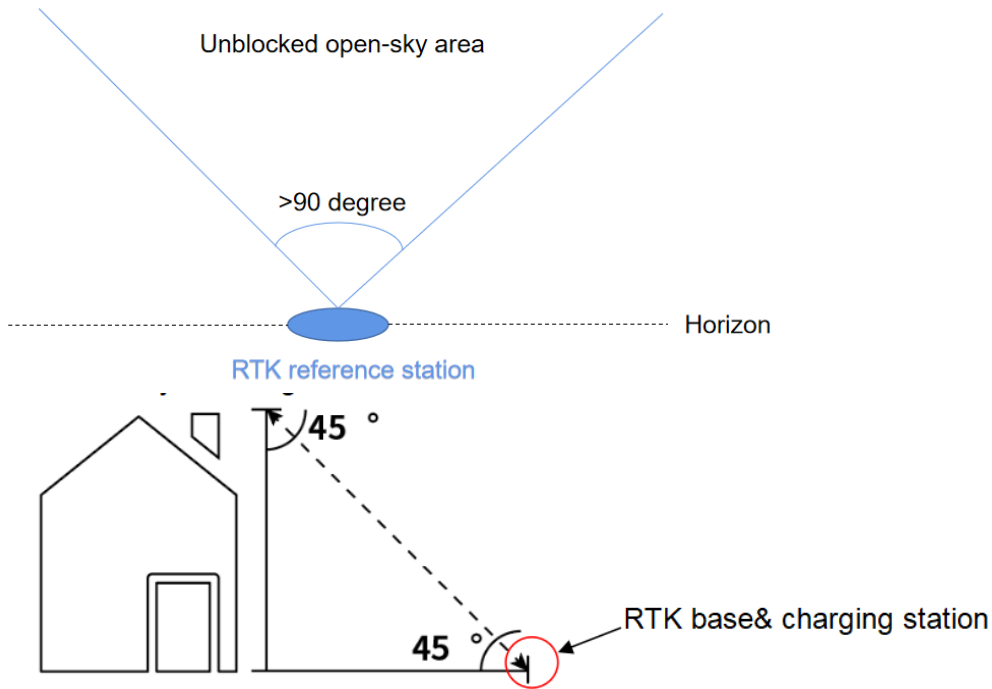 Unblocked open-sky area
>90 degree
Horizon
RTK reference station
45 °
45 °
RTK base& charging station